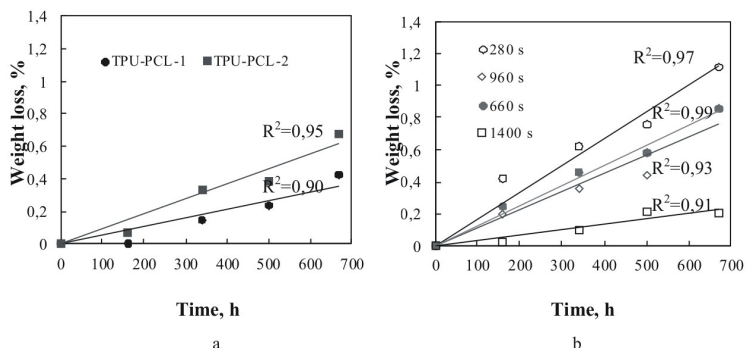 1,4
1,2
1
0,8
0,6
0,4
0,2
0
Weight loss, %
TPU-PCL-1 TPU-PCL-2
R²=0,95
R²=0,90
0 100 200 300 400 500 600 700
Time, h
a
1,4
1,2
1
0,8
0,6
0,4
0,2
0
Weight loss, %
280 s
960 s
660 s
1400 s
R²=0,97
R²=0,99
R²=0,93
R²=0,91
0 100 200 300 400 500 600 700
Time, h
b